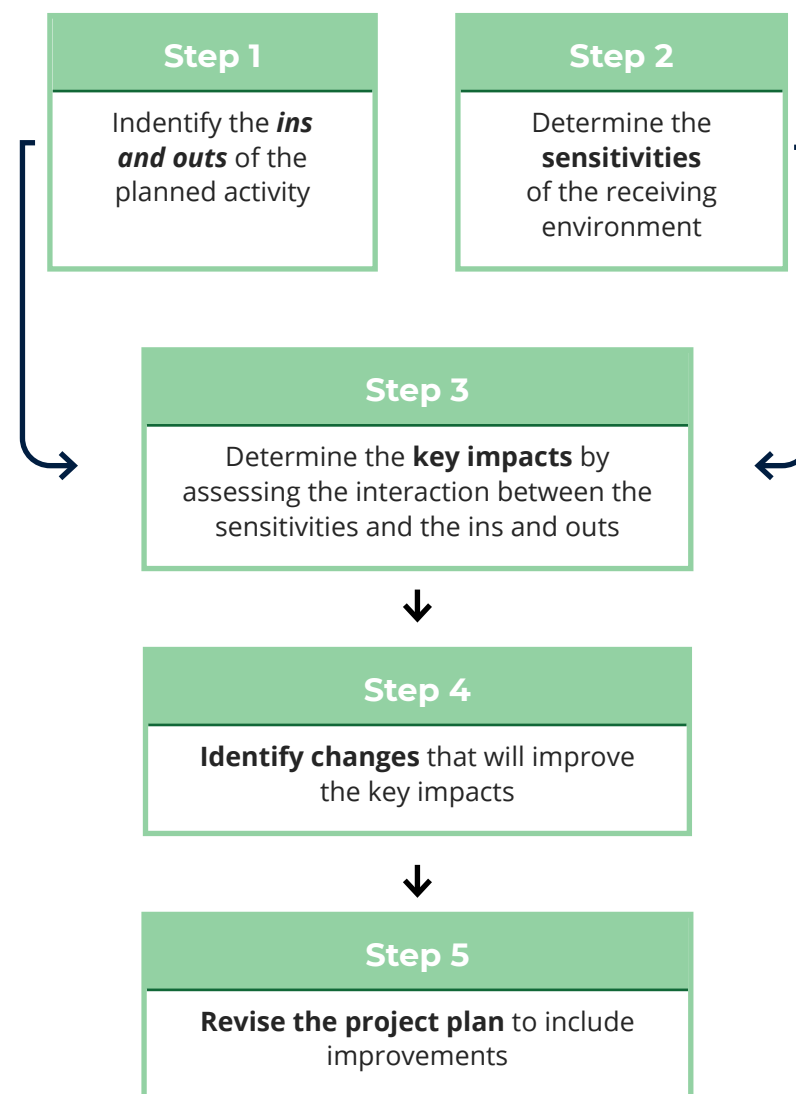 Step 1
Indentify the ins
and outs of the
planned activity
Step 2
Determine the
sensitivities
of the receiving
environment
Step 3
Determine the key impacts by
assessing the interaction between the
sensitivities and the ins and outs
Step 4
Identify changes that will improve
the key impacts
Step 5
Revise the project plan to include
improvements